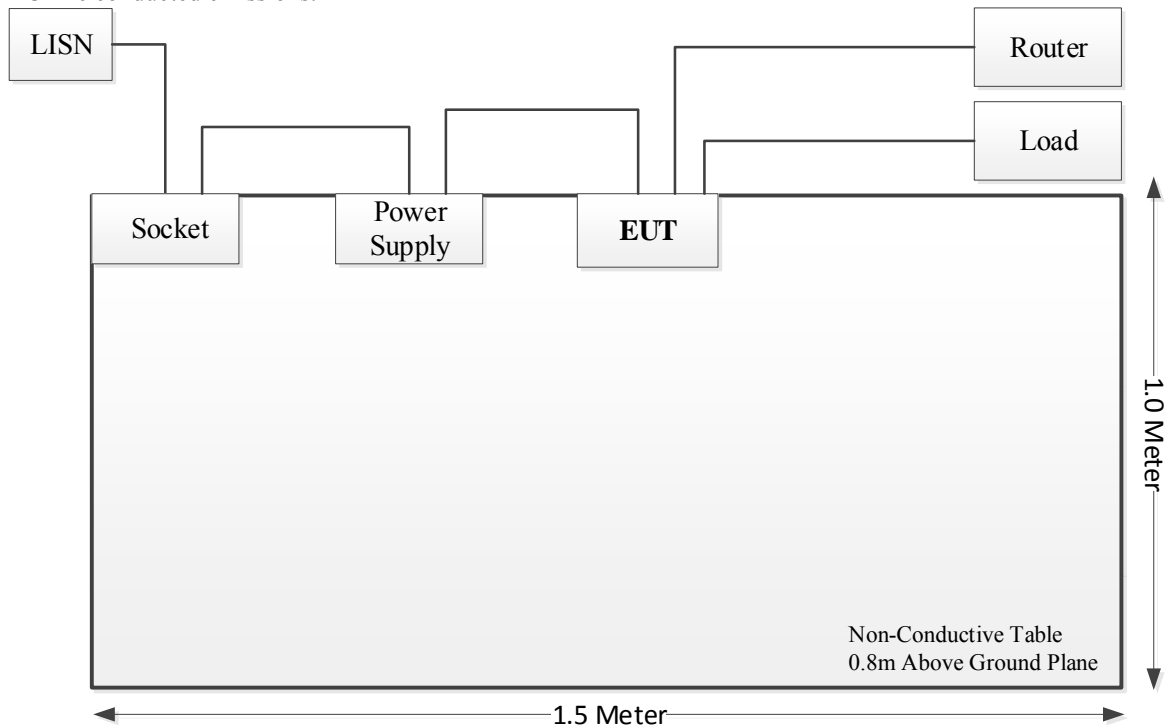 LISN
Router
Load
Socket
Power
Supply
EUT
1.0 Meter
Non-Conductive Table
0.8m Above Ground Plane
1.5 Meter